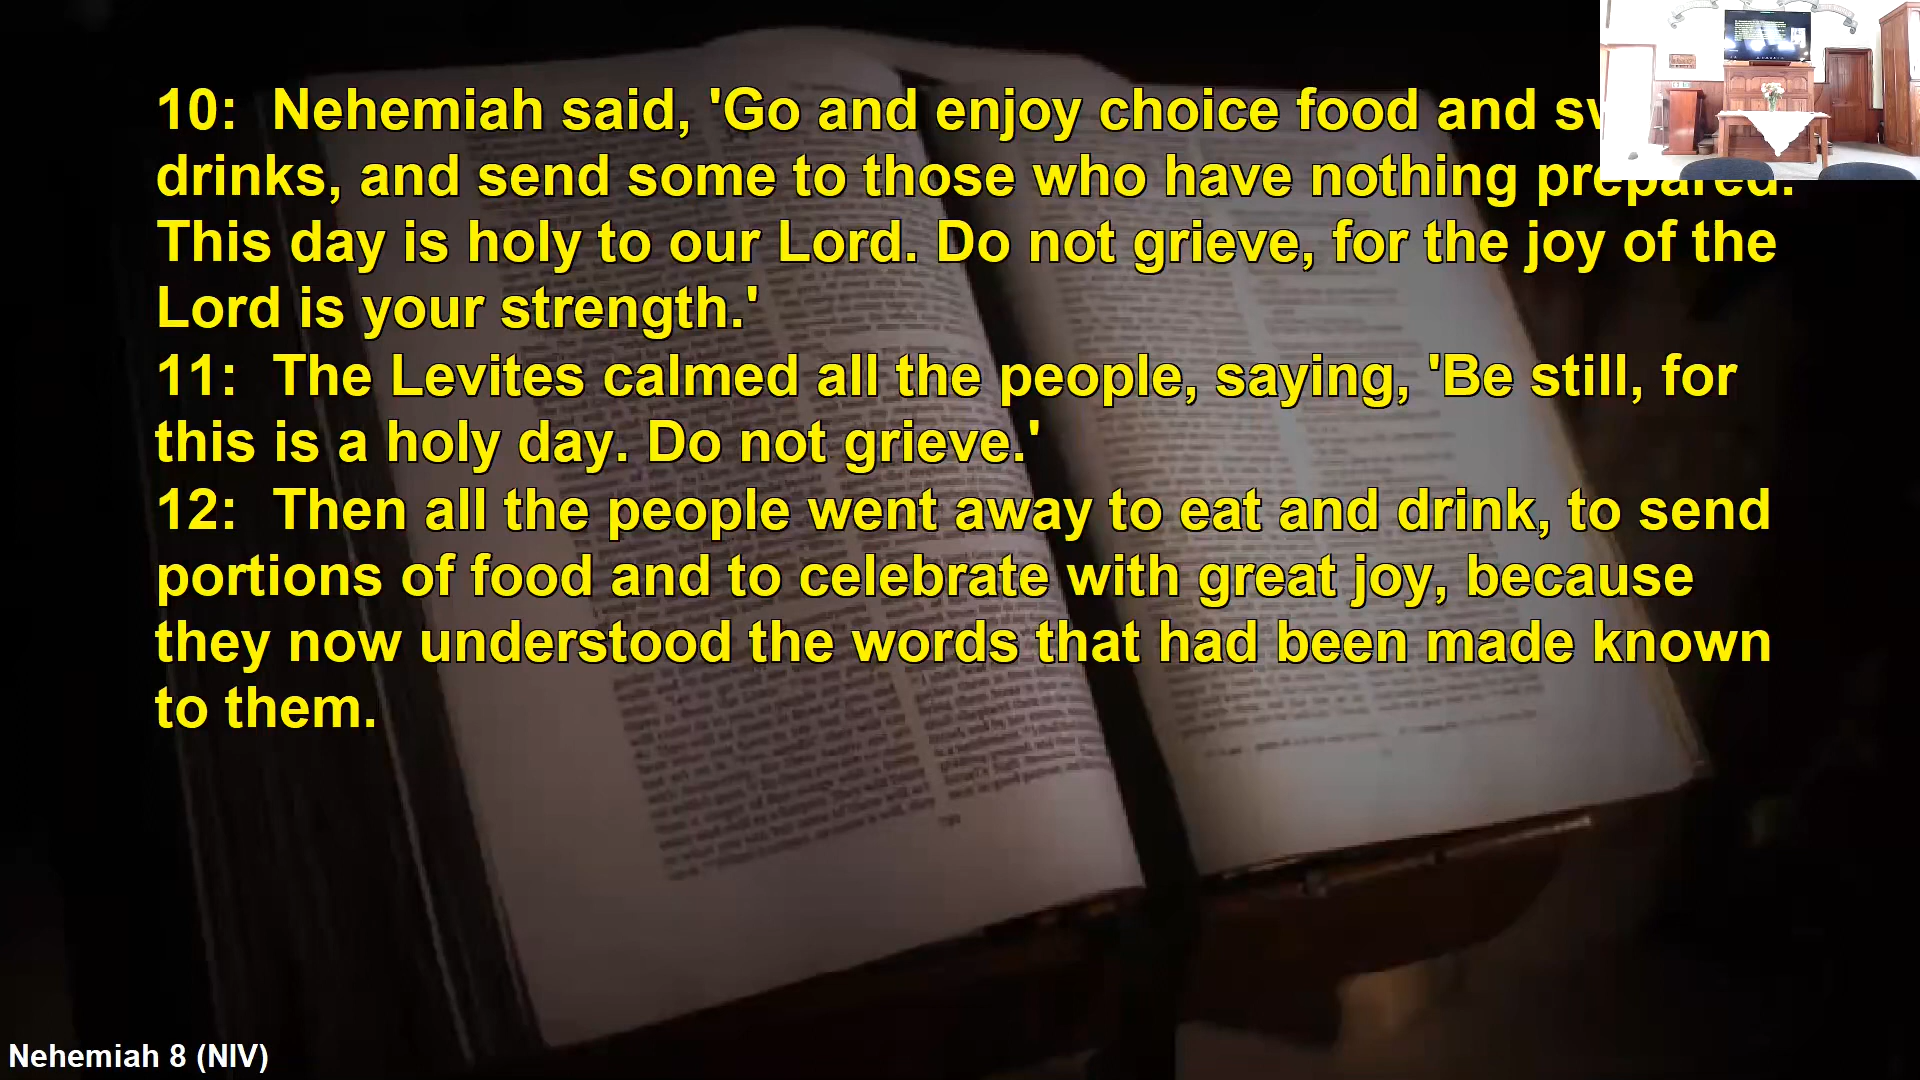 10: Nehemiah said, 'Go and enjoy choice food and
drinks, and send some to those who have nothing prepared.
This day is holy to our Lord. Do not grieve, for the joy of the
Lord is your strength.'
11: The Levites calmed all the people, saying, 'Be still, for
this is a holy day. Do not grieve.'
12: Then all the people went away to eat and drink, to send
portions of food and to celebrate with great joy, because
they now understood the words that had been made known
to them.
Nehemiah 8 (NIV)